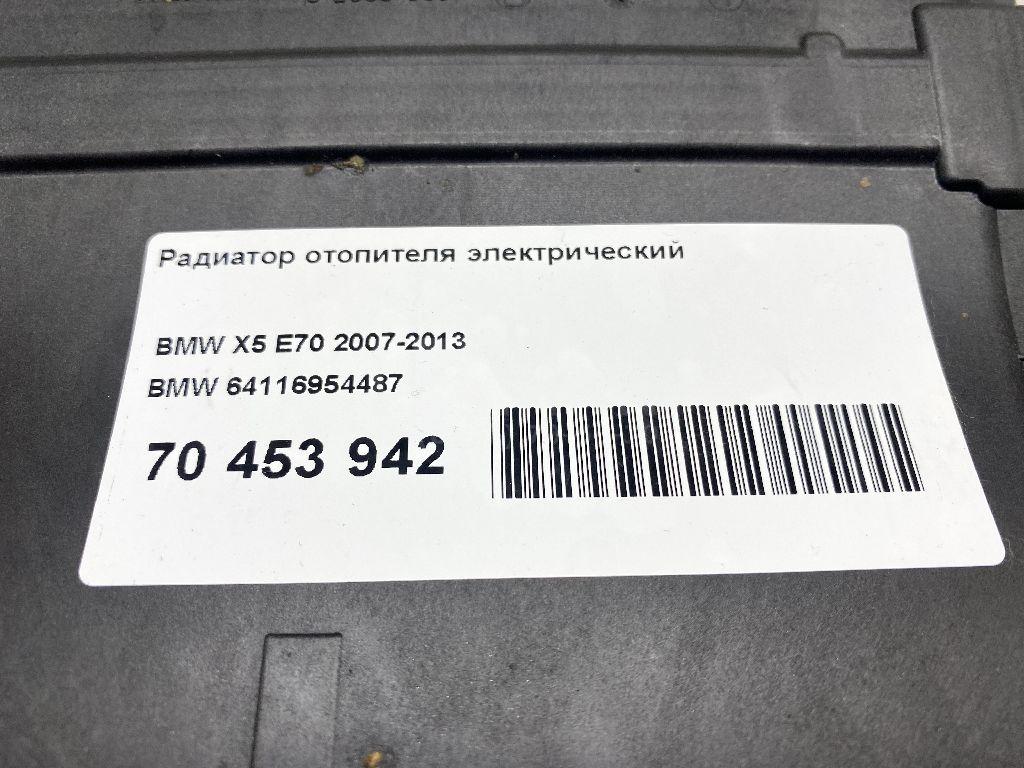 Радиатор отопителя электрический
BMW X5 E70 2007-2013
BMW 64116954487
70 453 942